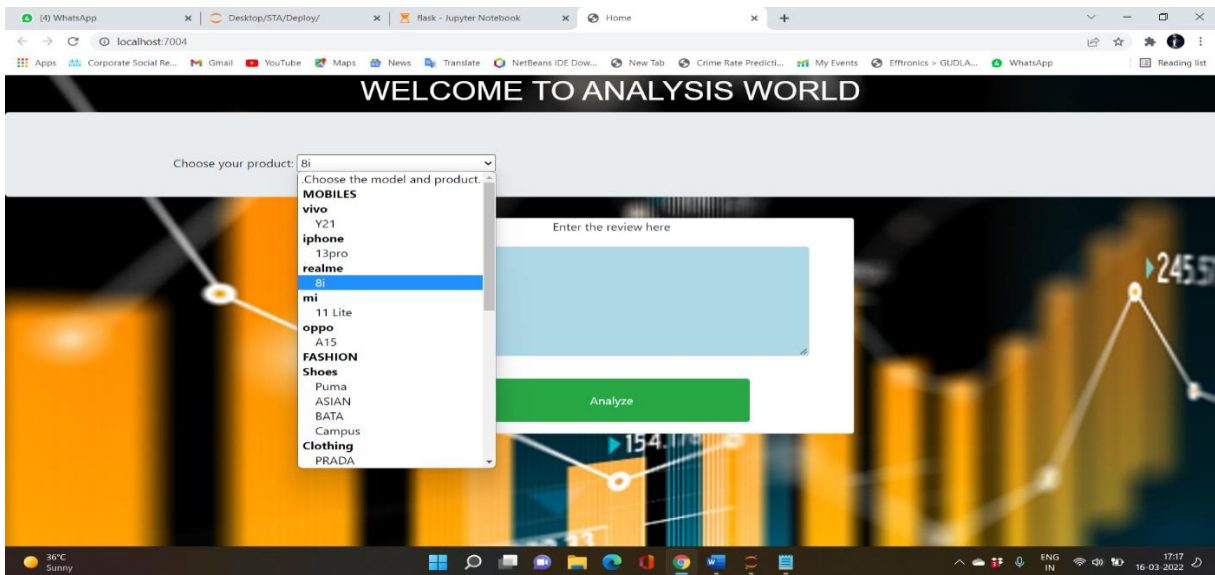 (4) WhatsApp
Desktop/STA/Deploy/
flask - Jupyter Notebook
Home
localhost:7004
Apps
Corporate Social Re...
Gmail
YouTube
Maps
News
Translate
NetBeans IDE Dow...
New Tab
Crime Rate Predicti...
My Events
Efftronics > GUDLA...
WhatsApp
Reading list
WELCOME TO ANALYSIS WORLD
Choose your product: 8i
.Choose the model and product.
MOBILES
vivo
Y21
iphone
13pro
realme
8i
mi
11 Lite
oppo
A15
FASHION
Shoes
Puma
ASIAN
BATA
Campus
Clothing
PRADA
Enter the review here
Analyze
245.5
154.
36°C
Sunny
ENG
IN
17:17
16-03-2022